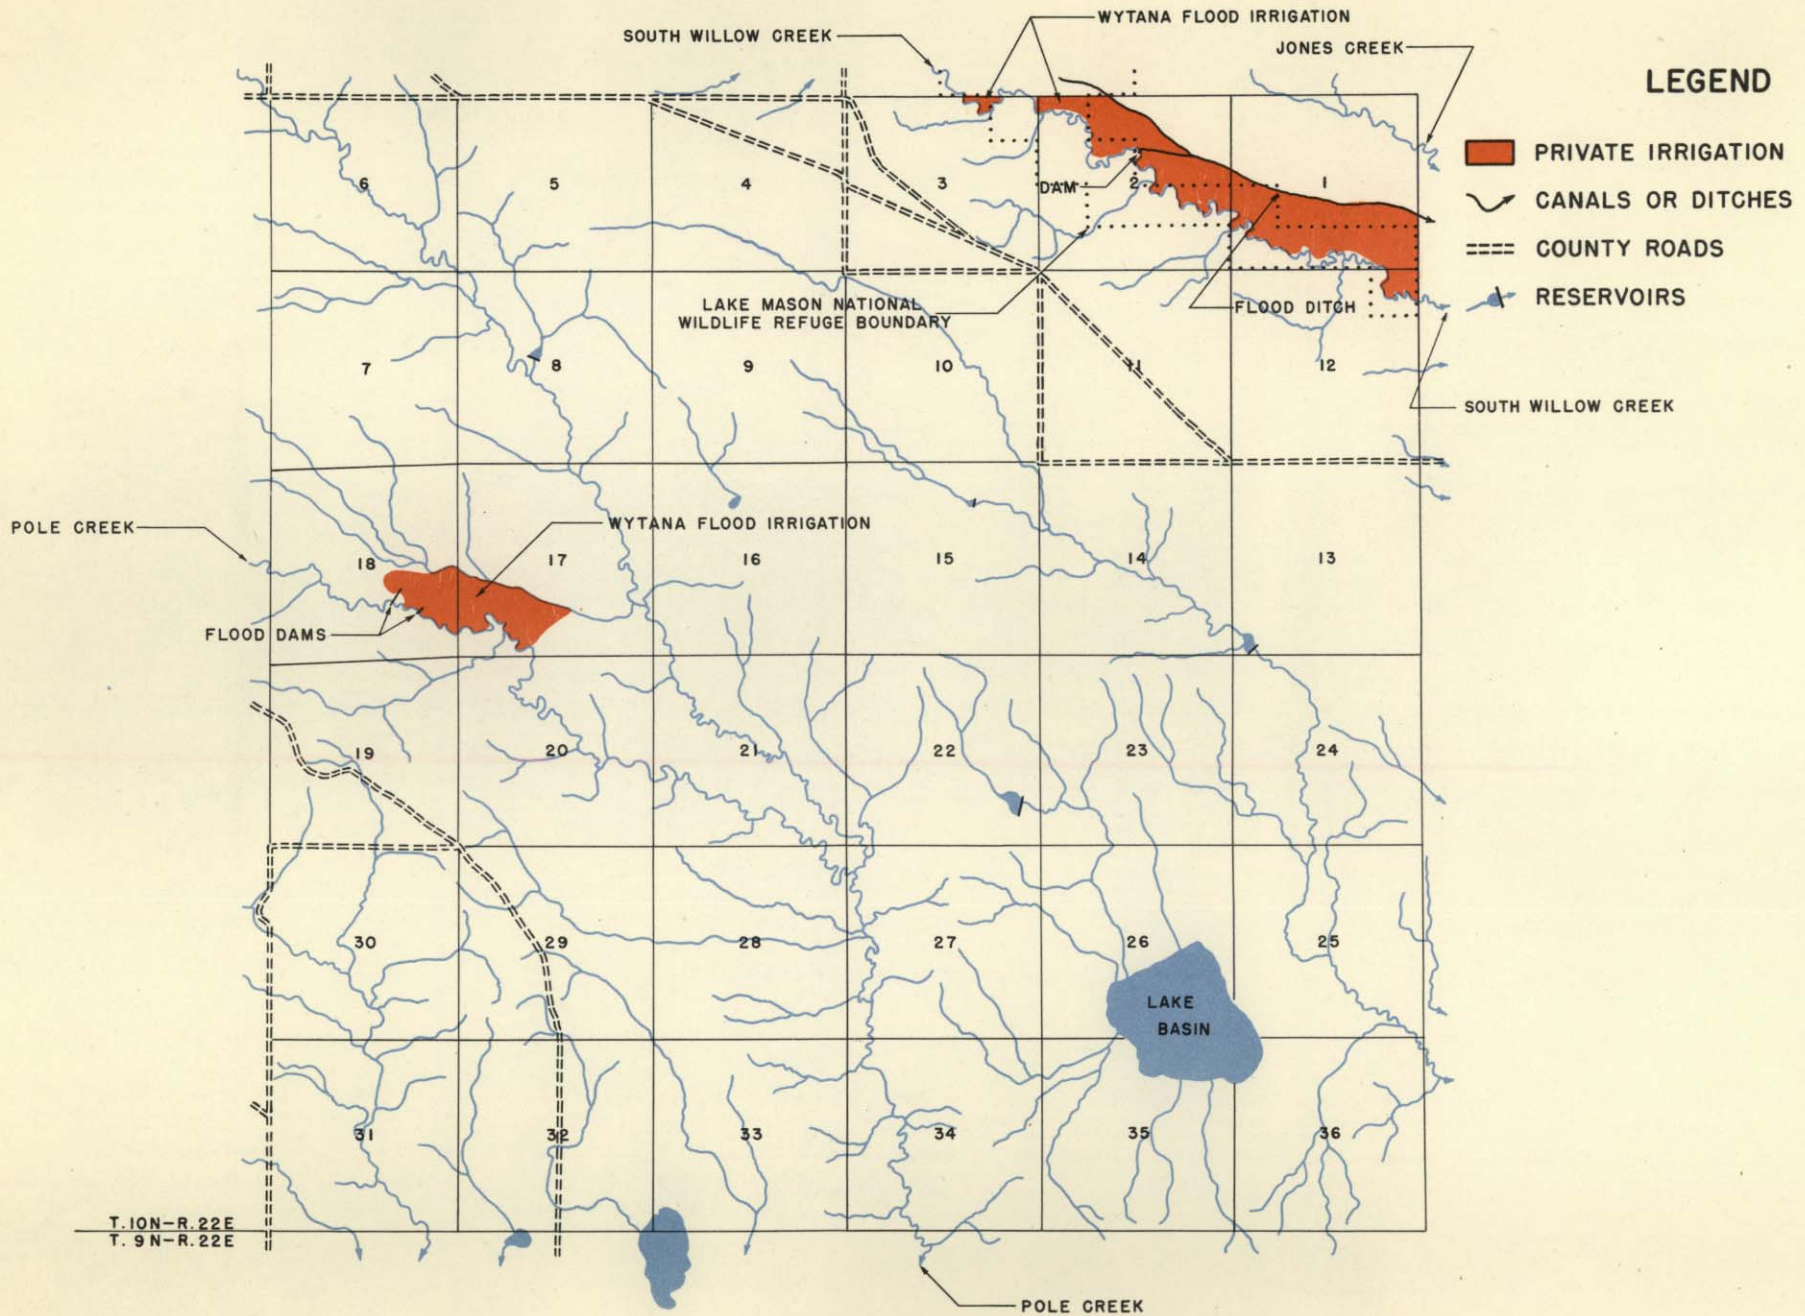 WYTANA FLOOD IRRIGATION
SOUTH WILLOW CREEK
JONES CREEK
LEGEND
PRIVATE IRRIGATION
CANALS OR DITCHES
COUNTY ROADS
RESERVOIRS
6
5
4
3
DAM
2
1
LAKE MASON NATIONAL
WILDLIFE REFUGE BOUNDARY
FLOOD DITCH
7
8
9
10
11
12
SOUTH WILLOW CREEK
POLE CREEK
WYTANA FLOOD IRRIGATION
18
17
16
15
14
13
FLOOD DAMS
19
20
21
22
23
24
30
29
28
27
26
25
LAKE
BASIN
31
32
33
34
35
36
T.10N-R.22E
T. 9N-R.22E
POLE CREEK